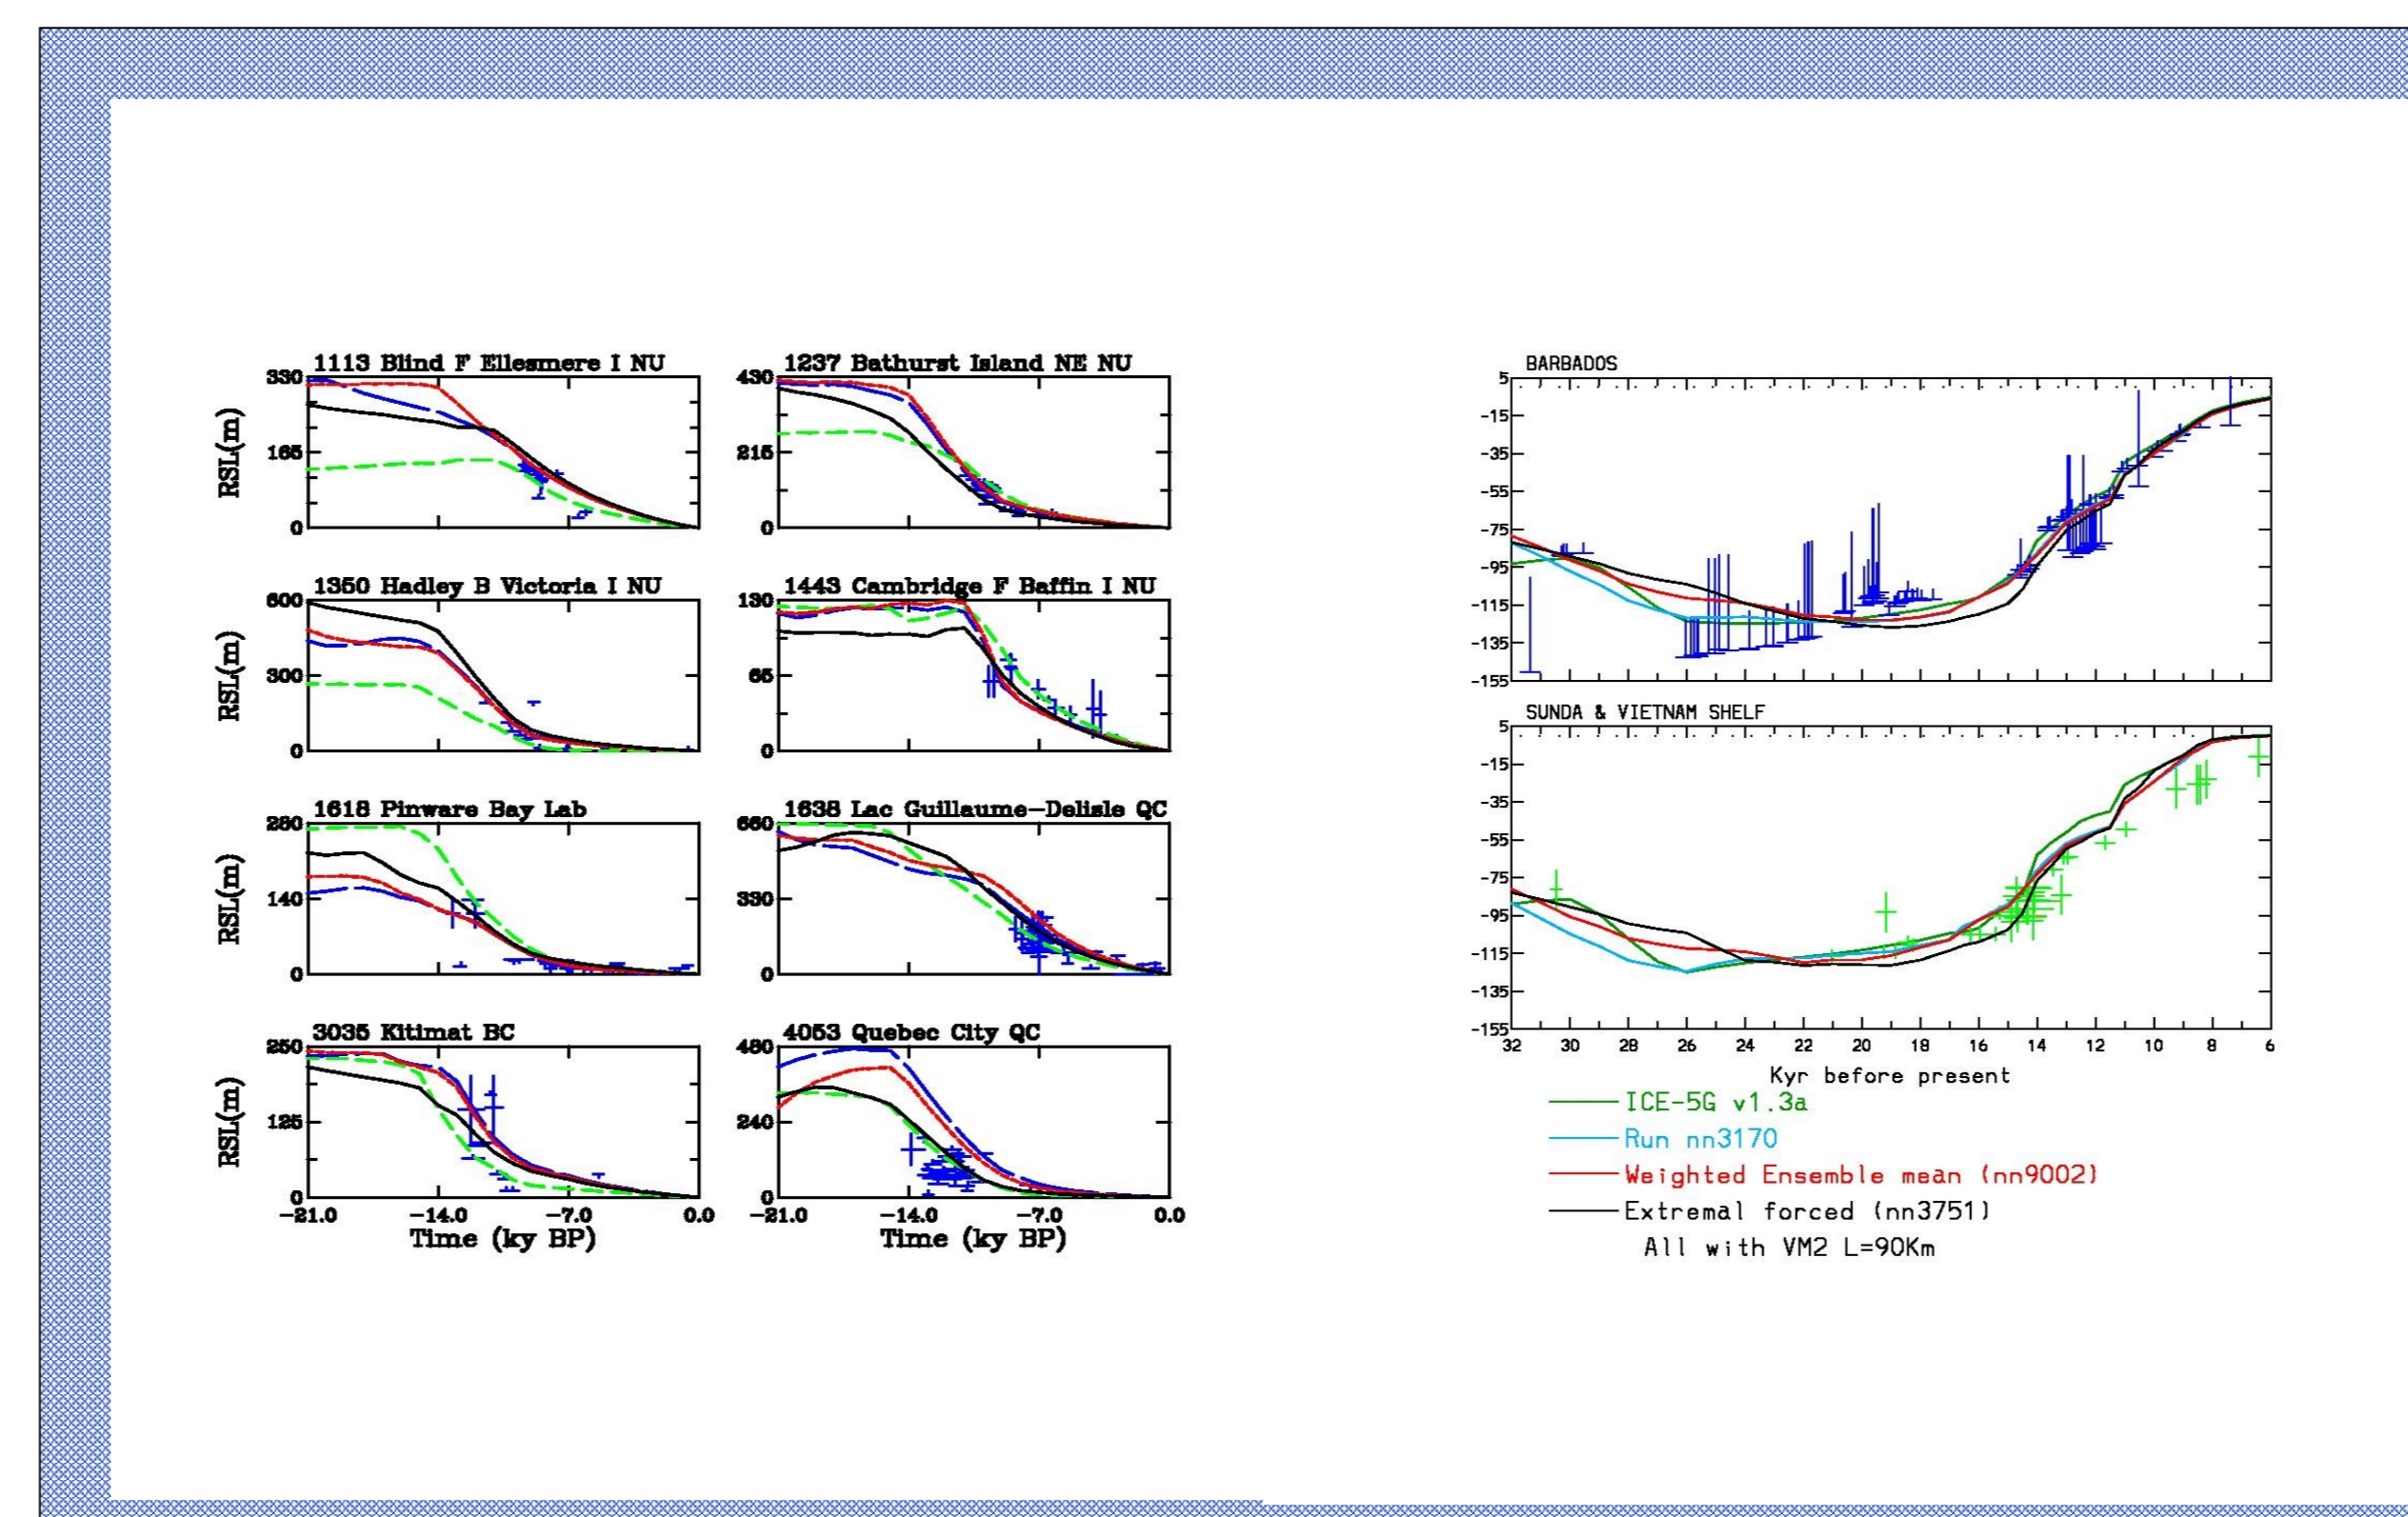 1113 Blind F Ellesmere I NU
330
165
0
RSL(m)
1237 Bathurst Island NE NU
430
215
0
1350 Hadley B Victoria I NU
600
300
0
RSL(m)
1443 Cambridge F Baffin I NU
130
65
0
1618 Pinware Bay Lab
280
140
0
RSL(m)
1638 Lac Guillaume-Delisle QC
660
330
0
3035 Kitimat BC
250
125
0
RSL(m)
-21.0 -14.0 -7.0 0.0
Time (ky BP)
4053 Quebec City QC
480
240
0
-21.0 -14.0 -7.0 0.0
Time (ky BP)
BARBADOS
5
-15
-35
-55
-75
-95
-115
-135
-155
SUNDA & VIETNAM SHELF
5
-15
-35
-55
-75
-95
-115
-135
-155
32 30 28 26 24 22 20 18 16 14 12 10 8 6
Kyr before present
ICE-5G v1.3a
Run nn3170
Weighted Ensemble mean (nn9002)
Extremal forced (nn3751)
All with VM2 L=90Km